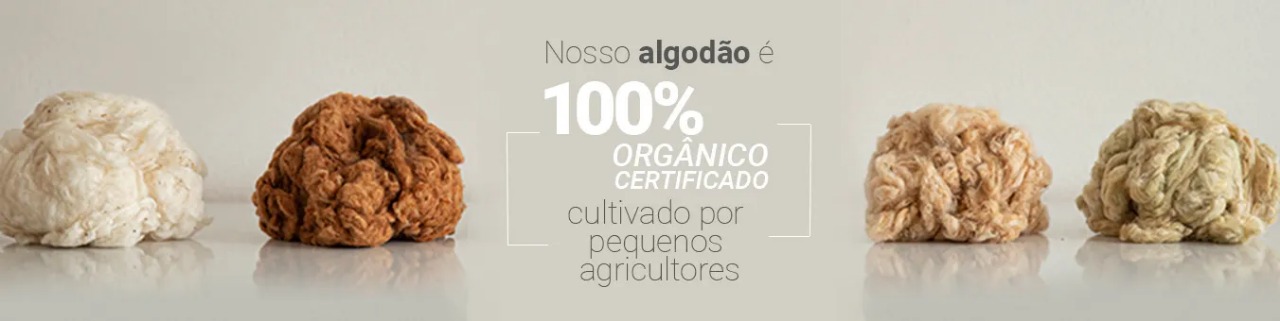 Nosso algodão é
100%
ORGÂNICO
CERTIFICADO
cultivado por
pequenos
agricultores